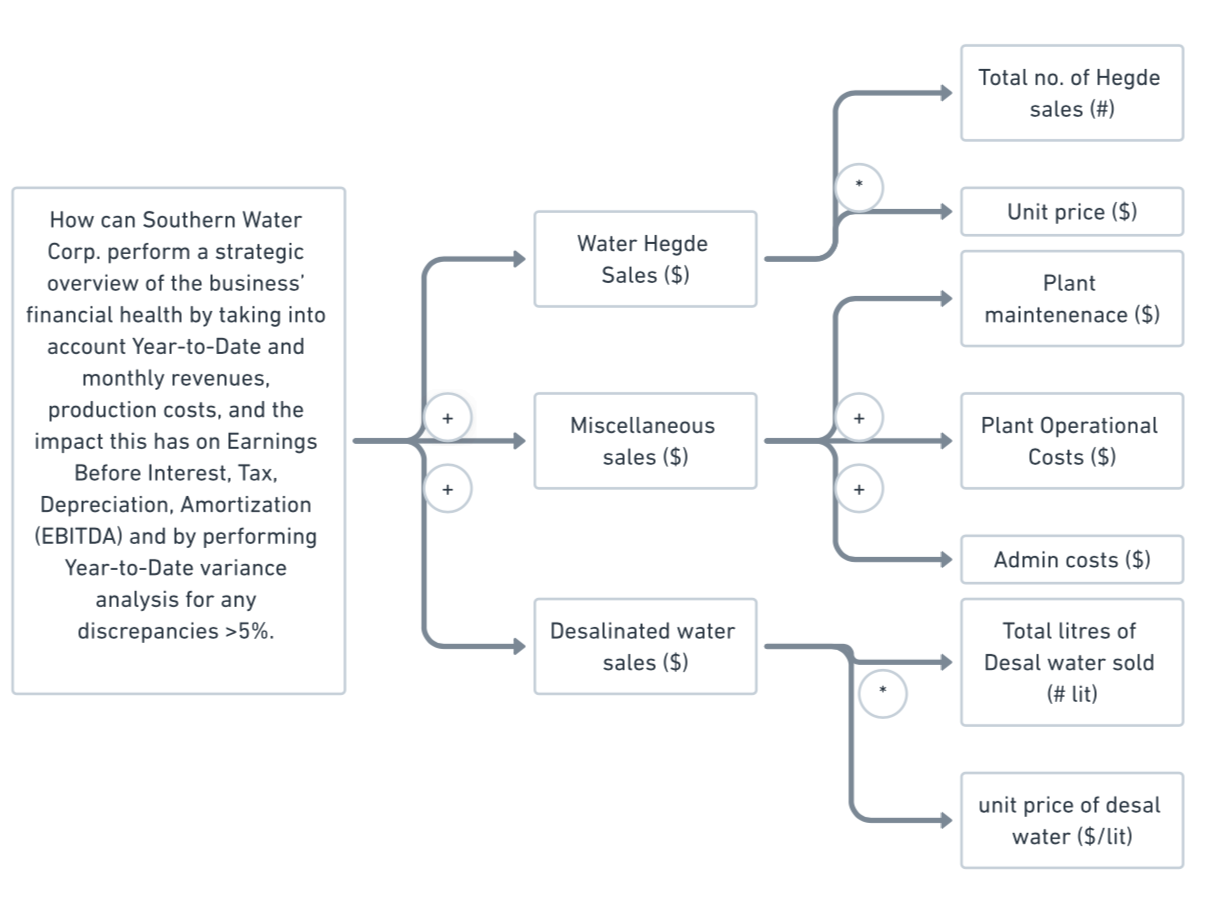 How can Southern Water
Corp. perform a strategic
overview of the business'
financial health by taking into
account Year-to-Date and
monthly revenues,
production costs, and the
impact this has on Earnings
Before Interest, Tax,
Depreciation, Amortization
(EBITDA) and by performing
Year-to-Date variance
analysis for any
discrepancies >5%.
+
+
Water Hegde
Sales ($)
Miscellaneous
sales ($)
Desalinated water
sales ($)
*
+
+
*
Total no. of Hegde
sales (#)
Unit price ($)
Plant
maintenenace ($)
Plant Operational
Costs ($)
Admin costs ($)
Total litres of
Desal water sold
(# lit)
unit price of desal
water ($/lit)